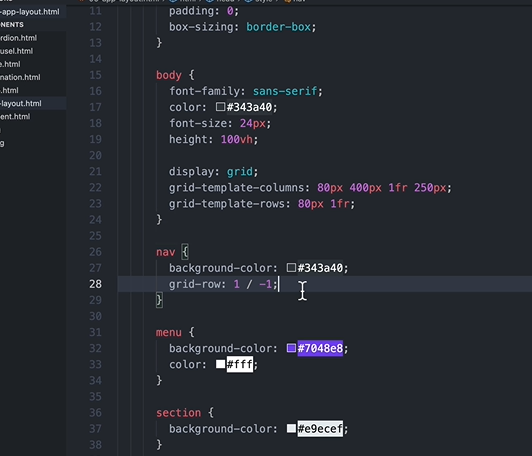 -app-layout.html
ONENTS
rdion.html
usel.html
e.html
nation.html
.html
-layout.html
ent.html
g
11 padding: 0;
12 box-sizing: border-box;
13 }
14
15 body {
16 font-family: sans-serif;
17 color: #343a40;
18 font-size: 24px;
19 height: 100vh;
20
21 display: grid;
22 grid-template-columns: 80px 400px 1fr 250px;
23 grid-template-rows: 80px 1fr;
24 }
25
26 nav {
27 background-color: #343a40;
28 grid-row: 1 / -1;
29 }
30
31 menu {
32 background-color: #7048e8;
33 color: #fff;
34 }
35
36 section {
37 background-color: #e9ecef;
38 }